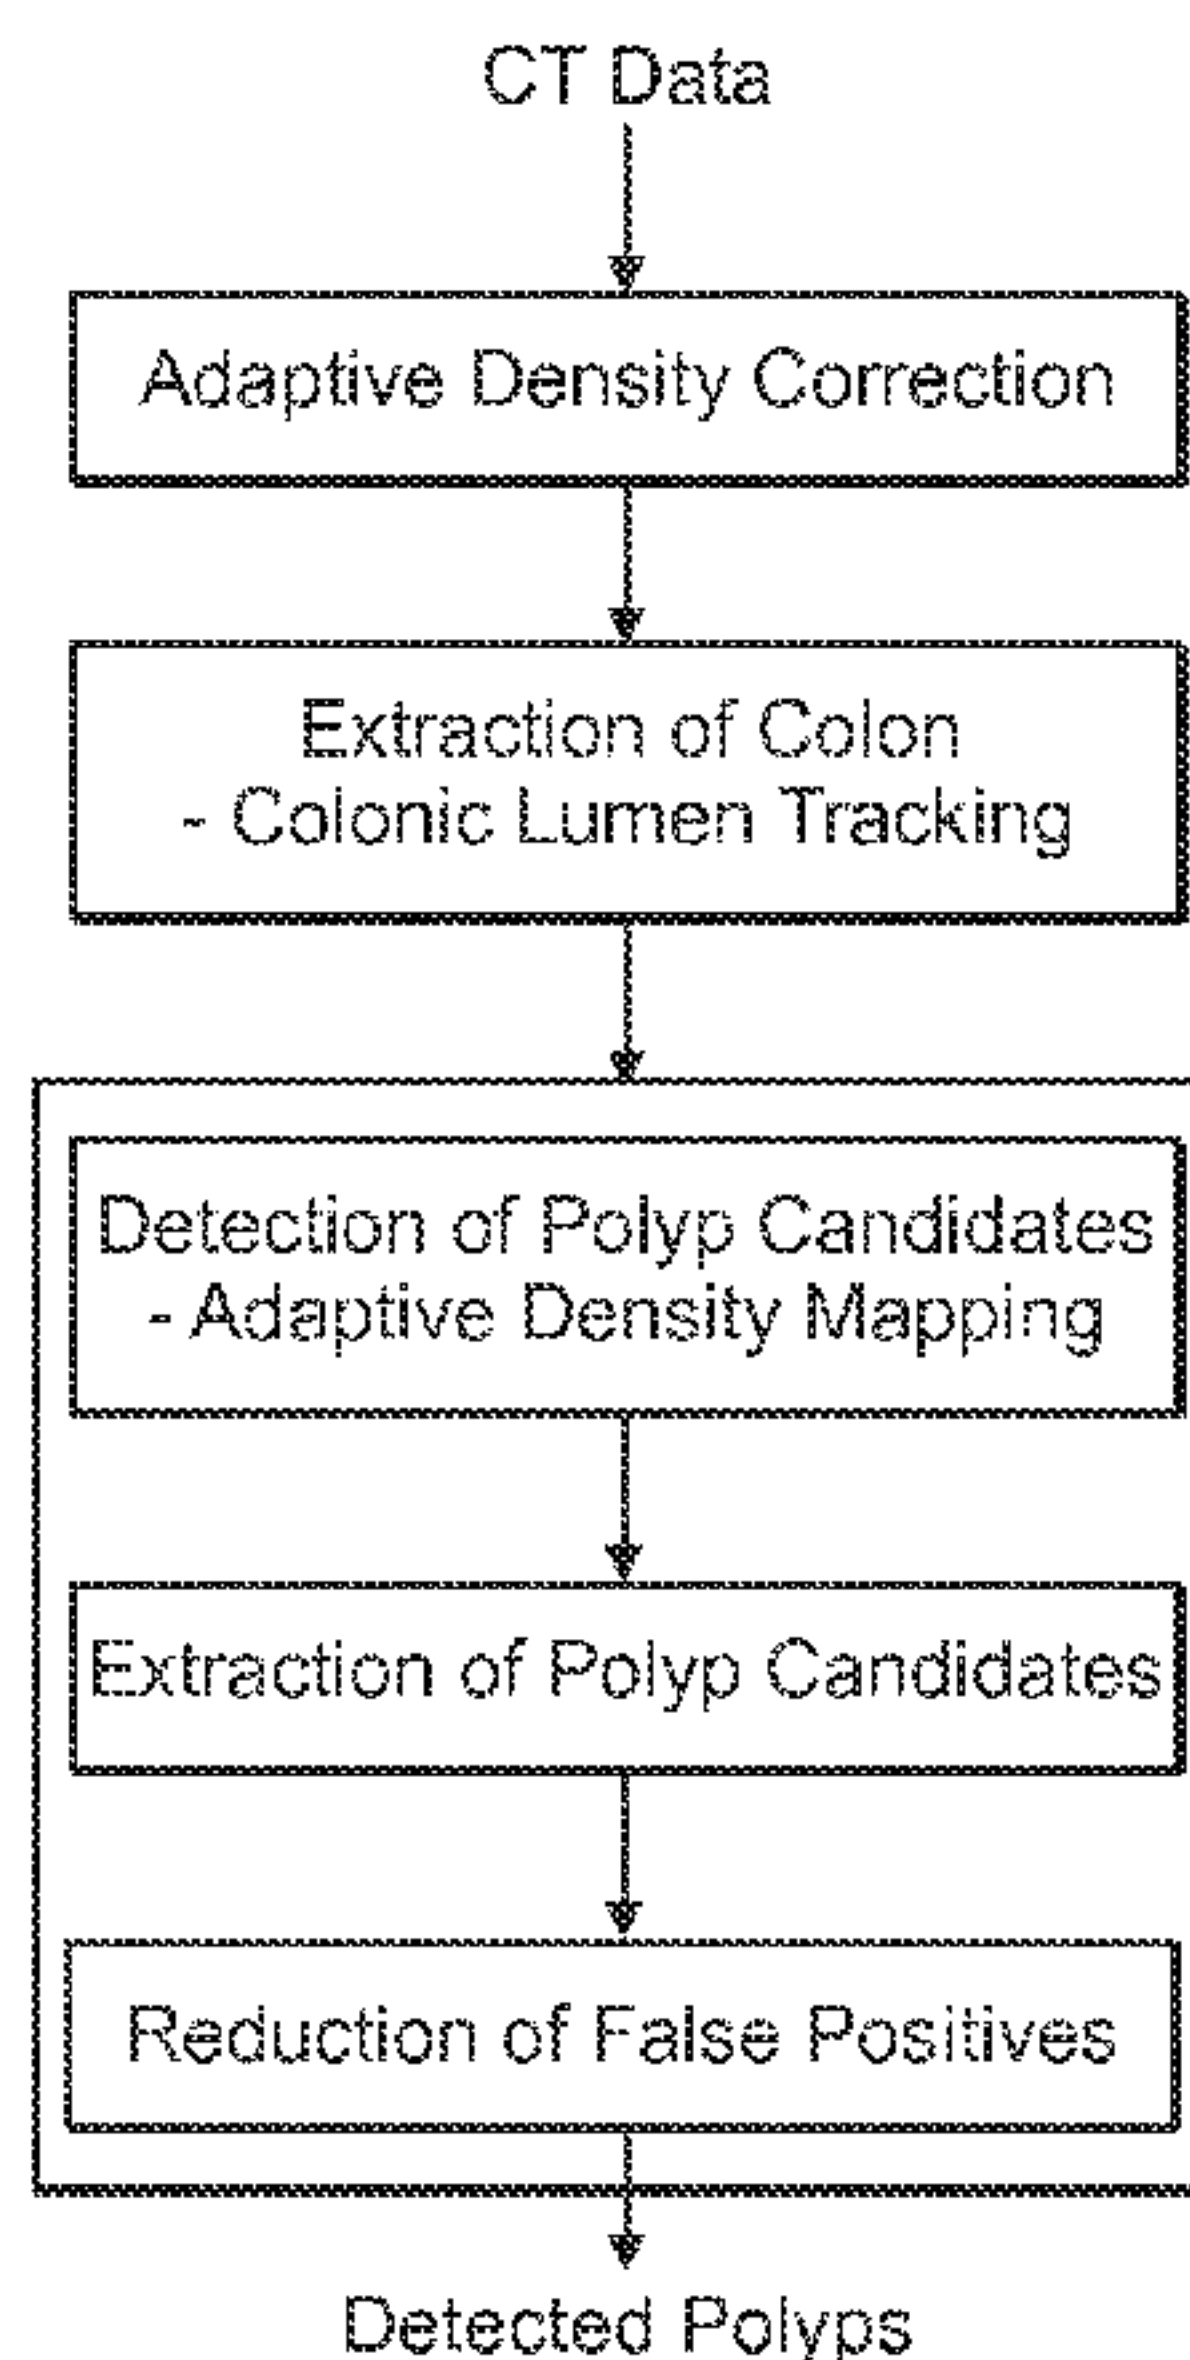 CT Data
Adaptive Density Correction
Extraction of Colon
- Colonic Lumen Tracking
Detection of Polyp Candidates
- Adaptive Density Mapping
Extraction of Polyp Candidates
Reduction of False Positives
Detected Polyps